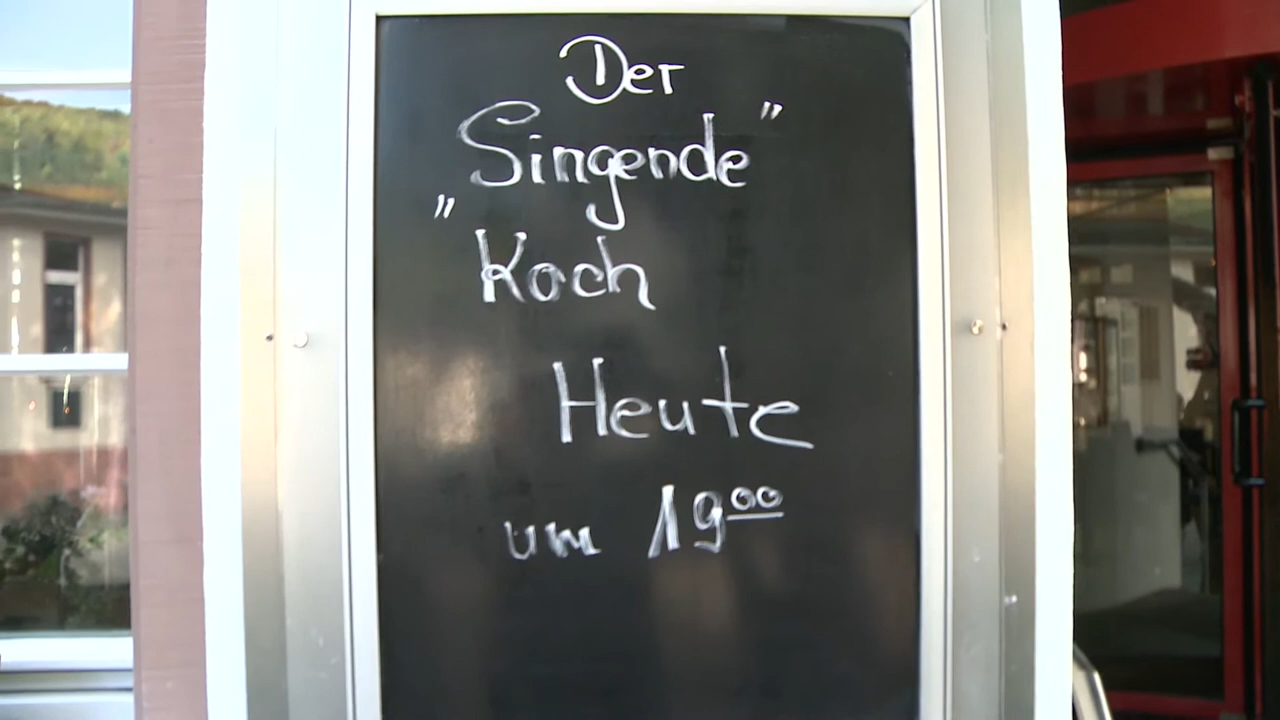 Der
Singende"
„Koch
Heute
um 19⁰⁰